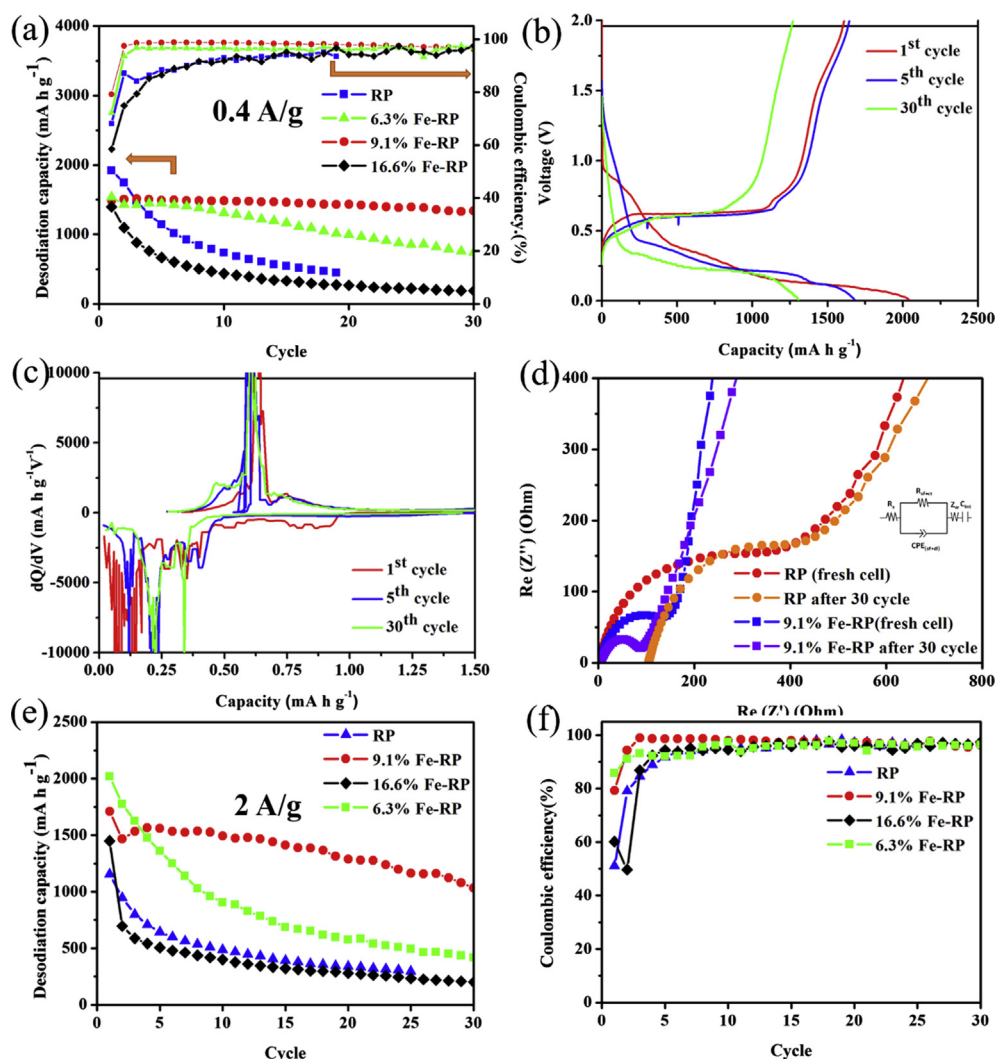 (a)
Desodiation capacity (mA h g-1)
4000
3500
3000
2500
2000
1500
1000
500
0
0.4 A/g
RP
6.3% Fe-RP
9.1% Fe-RP
16.6% Fe-RP
100
80
60
40
20
0
Coulombic efficiency.(%)
0 10 20 30
Cycle
(b)
Voltage (V)
2.0
1.5
1.0
0.5
0.0
1st cycle
5th cycle
30th cycle
0 500 1000 1500 2000 2500
Capacity (mA h g-1)
(c)
dQ/dV (mA h g-1V-1)
10000
5000
0
-5000
-10000
1st cycle
5th cycle
30th cycle
0.00 0.25 0.50 0.75 1.00 1.25 1.50
Capacity (mA h g-1)
(d)
Re (Z'') (Ohm)
400
300
200
100
0
RP (fresh cell)
RP after 30 cycle
9.1% Fe-RP(fresh cell)
9.1% Fe-RP after 30 cycle
0 200 400 600 800
Re (Z') (Ohm)
(e)
Desodiation capacity (mA h g-1)
2500
2000
1500
1000
500
0
2 A/g
RP
9.1% Fe-RP
16.6% Fe-RP
6.3% Fe-RP
0 5 10 15 20 25 30
Cycle
(f)
Coulombic efficiency(%)
100
80
60
40
20
0
RP
9.1% Fe-RP
16.6% Fe-RP
6.3% Fe-RP
0 5 10 15 20 25 30
Cycle